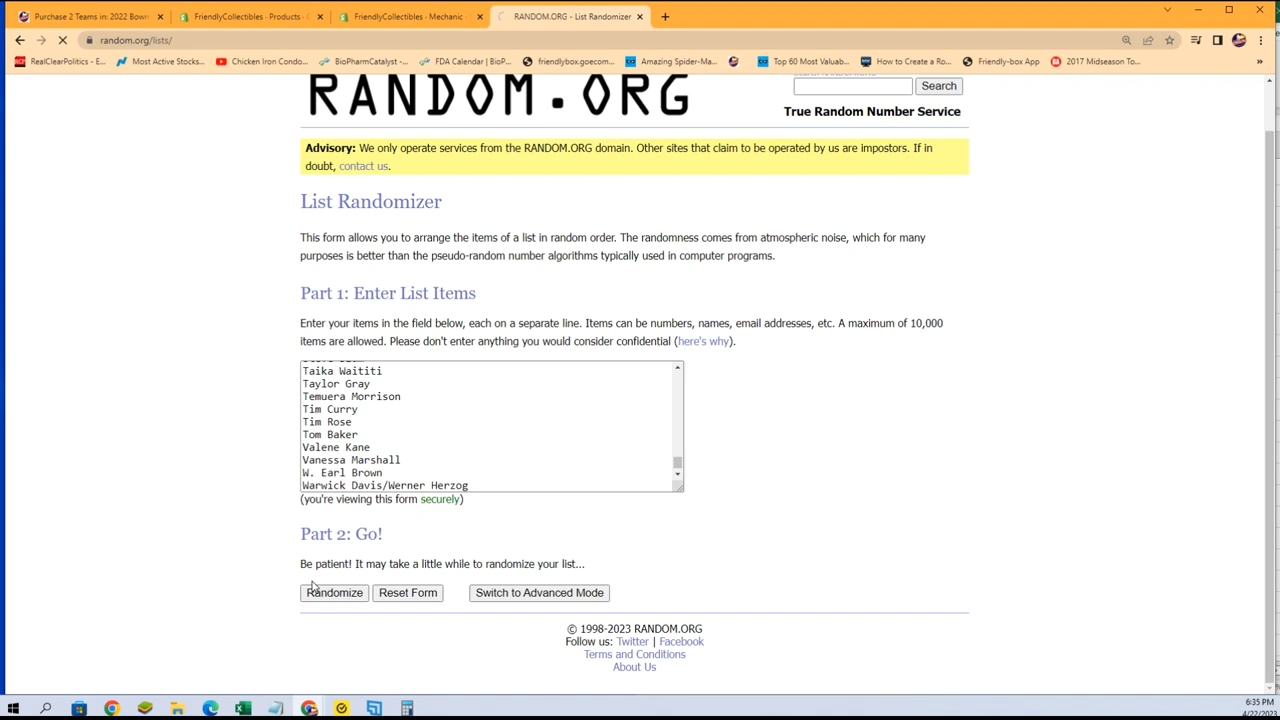 Purchase 2 Teams in: 2022 Bown
FriendlyCollectibles - Products - C
FriendlyCollectibles - Mechanic -
RANDOM.ORG - List Randomizer
random.org/lists/
RealClearPolitics - E...
Most Active Stocks...
Chicken Iron Condo...
BioPharmCatalyst -...
FDA Calendar | BioP...
friendlybox.goecom...
Amazing Spider-Ma...
Top 60 Most Valuab...
How to Create a Ro...
Friendly-box App
2017 Midseason To...
»
RANDOM.ORG
Search
True Random Number Service
Advisory: We only operate services from the RANDOM.ORG domain. Other sites that claim to be operated by us are impostors. If in
doubt, contact us.
List Randomizer
This form allows you to arrange the items of a list in random order. The randomness comes from atmospheric noise, which for many
purposes is better than the pseudo-random number algorithms typically used in computer programs.
Part 1: Enter List Items
Enter your items in the field below, each on a separate line. Items can be numbers, names, email addresses, etc. A maximum of 10,000
items are allowed. Please don't enter anything you would consider confidential (here's why).
Taika Waititi
Taylor Gray
Temuera Morrison
Tim Curry
Tim Rose
Tom Baker
Valene Kane
Vanessa Marshall
W. Earl Brown
Warwick Davis/Werner Herzog
(you're viewing this form securely)
Part 2: Go!
Be patient! It may take a little while to randomize your list...
Randomize
Reset Form
Switch to Advanced Mode
© 1998-2023 RANDOM.ORG
Follow us: Twitter | Facebook
Terms and Conditions
About Us
6:35 PM
4/22/2023